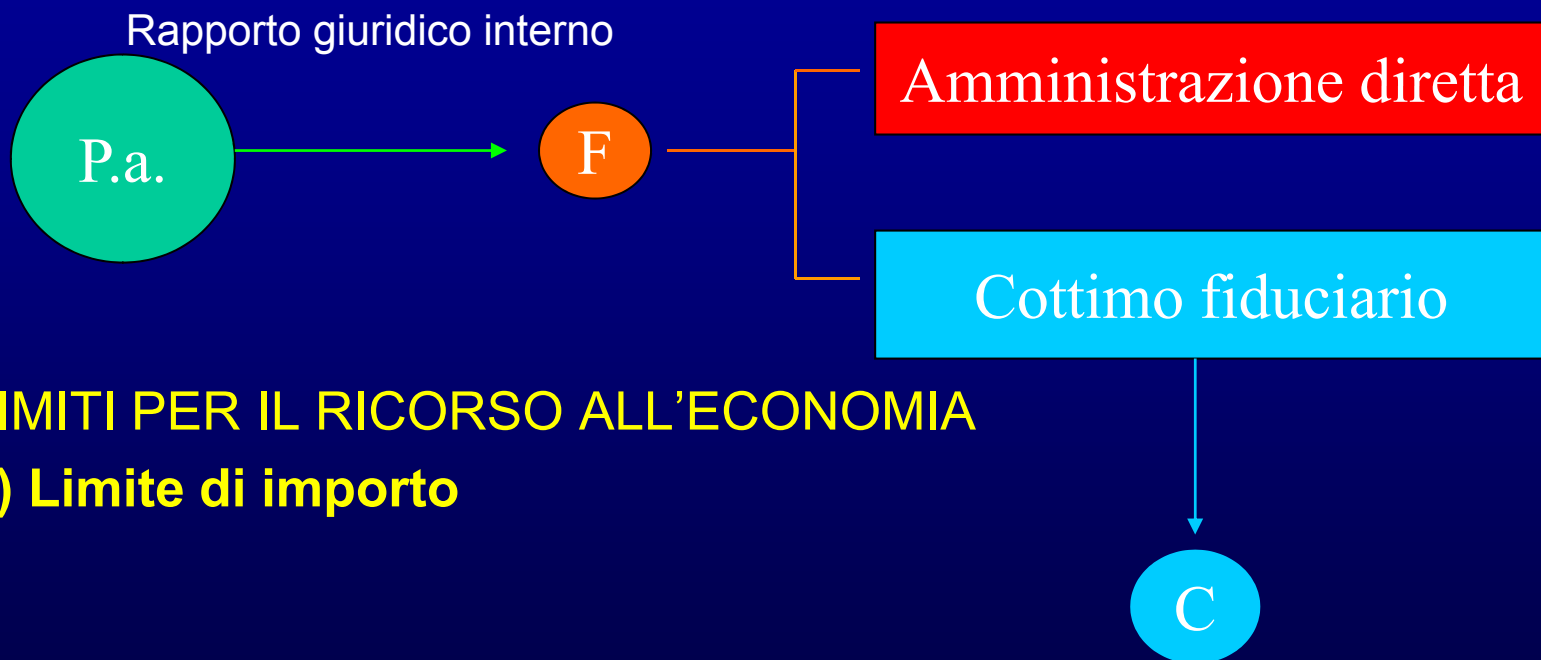 Rapporto giuridico interno
Amministrazione diretta
P.a.
F
Cottimo fiduciario
IMITI PER IL RICORSO ALL’ECONOMIA
) Limite di importo
C